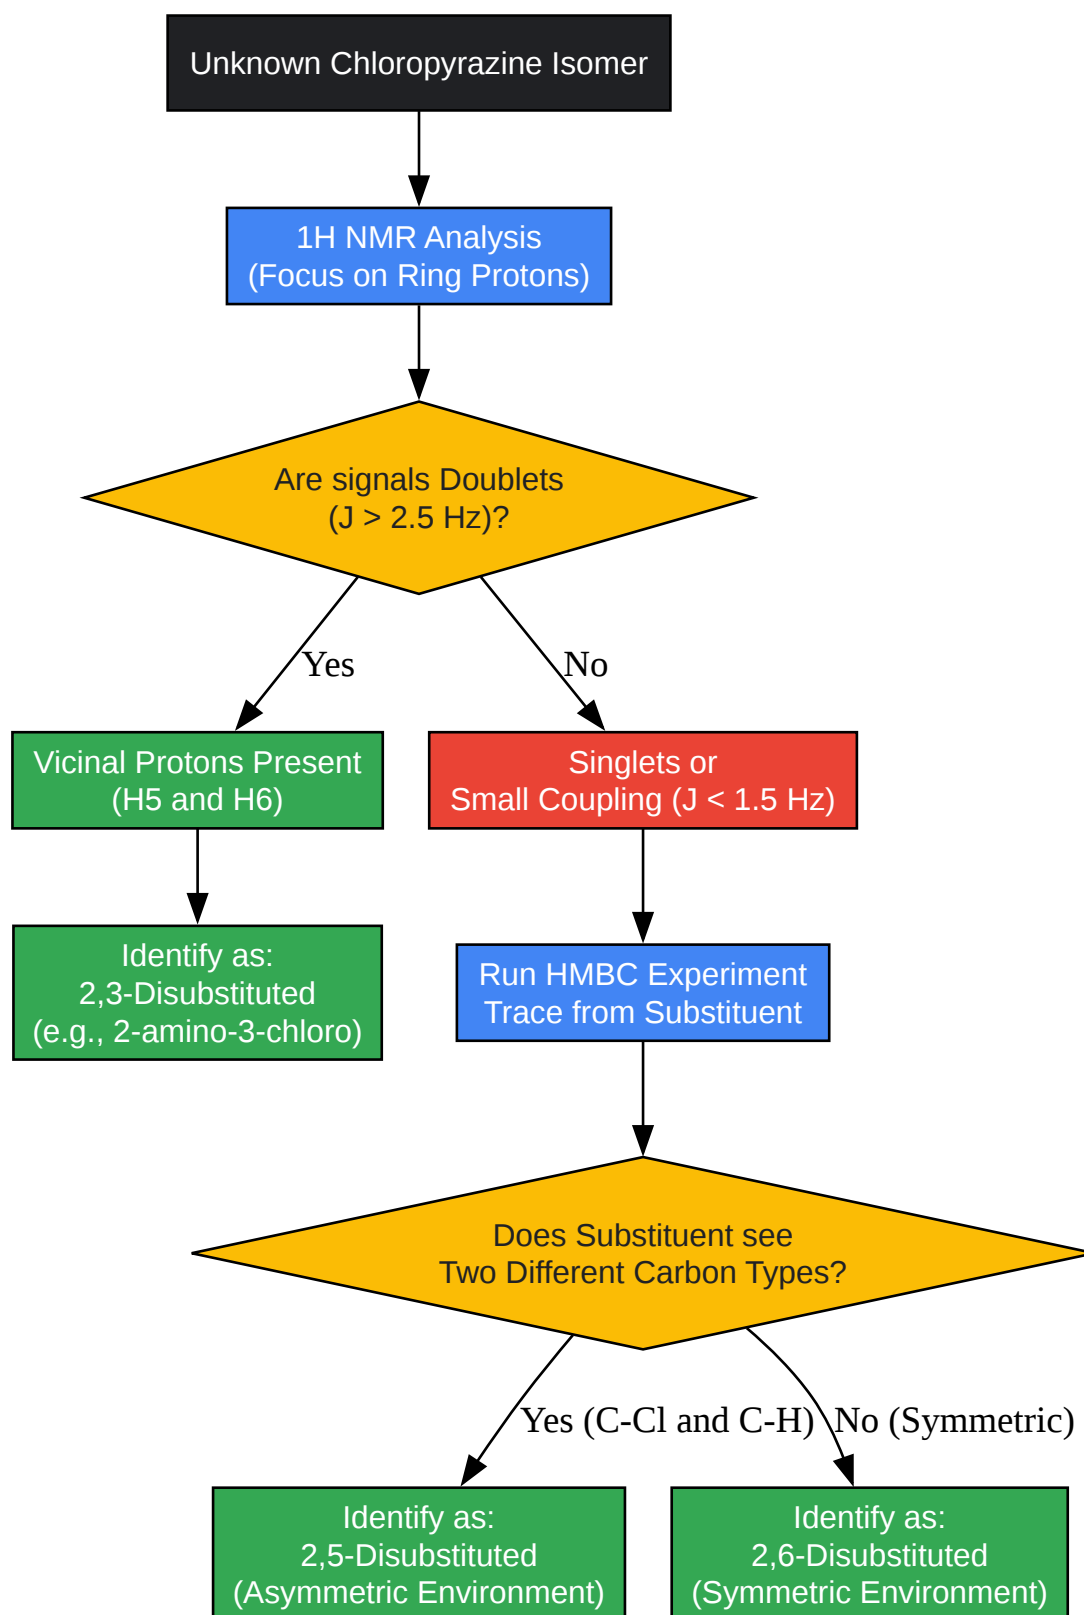 Unknown Chloropyrazine Isomer
1H NMR Analysis
(Focus on Ring Protons)
Are signals Doublets
(J > 2.5 Hz)?
Yes
No
Vicinal Protons Present
(H5 and H6)
Singlets or
Small Coupling (J < 1.5 Hz)
Identify as:
2,3-Disubstituted
(e.g., 2-amino-3-chloro)
Run HMBC Experiment
Trace from Substituent
Does Substituent see
Two Different Carbon Types?
Yes (C-Cl and C-H)
No (Symmetric)
Identify as:
2,5-Disubstituted
(Asymmetric Environment)
Identify as:
2,6-Disubstituted
(Symmetric Environment)